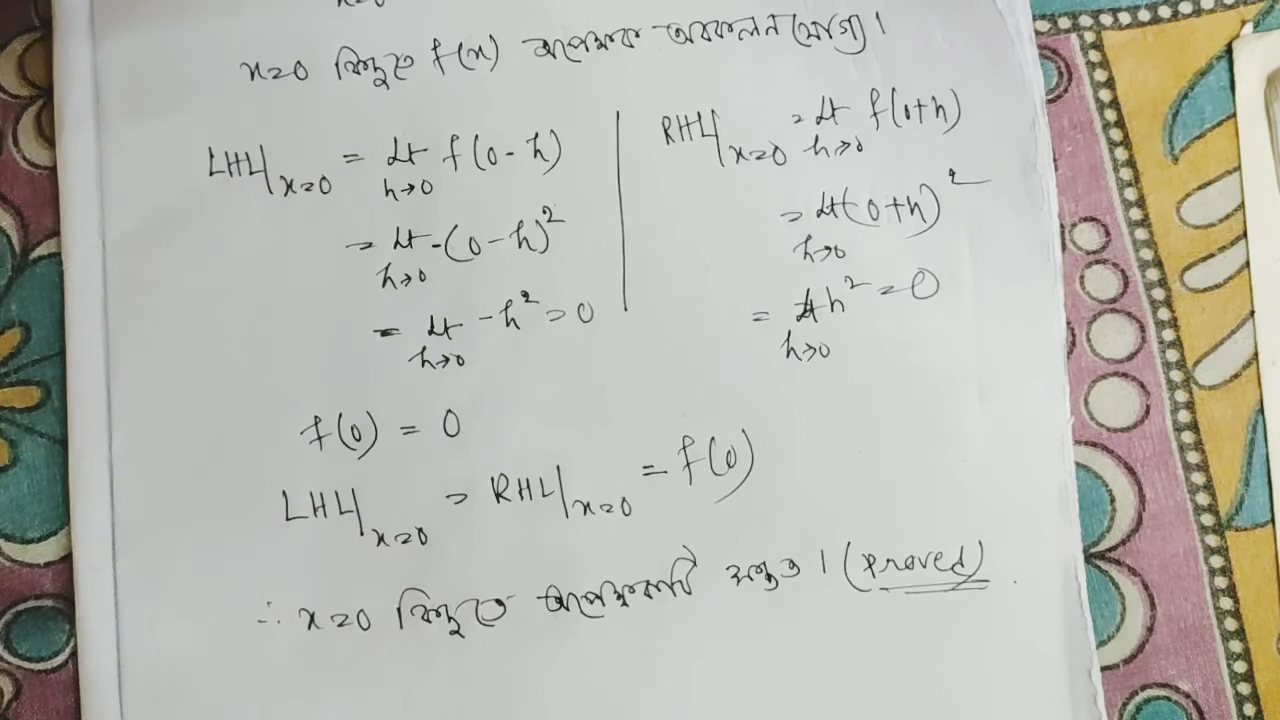 x=0 বিন্দুতে f(x) অপেক্ষক অবকলনযোগ্য।
LHL|x=0 = Lt h→0 f(0-h)
= Lt h→0 -(0-h)²
= Lt h→0 -h² = 0
RHL|x=0 = Lt h→0 f(0+h)
= Lt h→0 (0+h)²
= Lt h→0 h² = 0
f(0) = 0
LHL|x=0 = RHL|x=0 = f(0)
∴ x=0 বিন্দুতে অপেক্ষকটি সন্তত। (Proved)